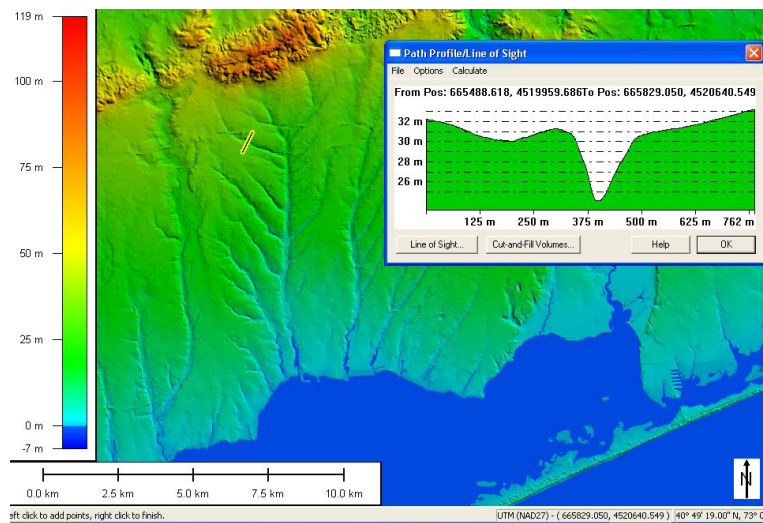 119 m
100 m
75 m
50 m
25 m
0 m
-7 m
Path Profile/Line of Sight
File Options Calculate
From Pos: 665488.618, 4519959.686To Pos: 665829.050, 4520640.549
32 m
30 m
28 m
26 m
125 m 250 m 375 m 500 m 625 m 762 m
Line of Sight... Cut-and-Fill Volumes... Help OK
0.0 km 2.5 km 5.0 km 7.5 km 10.0 km
N
eft click to add points, right click to finish. UTM (NAD27) - ( 665829.050, 4520640.549 ) 40° 49' 19.00" N, 73° 0